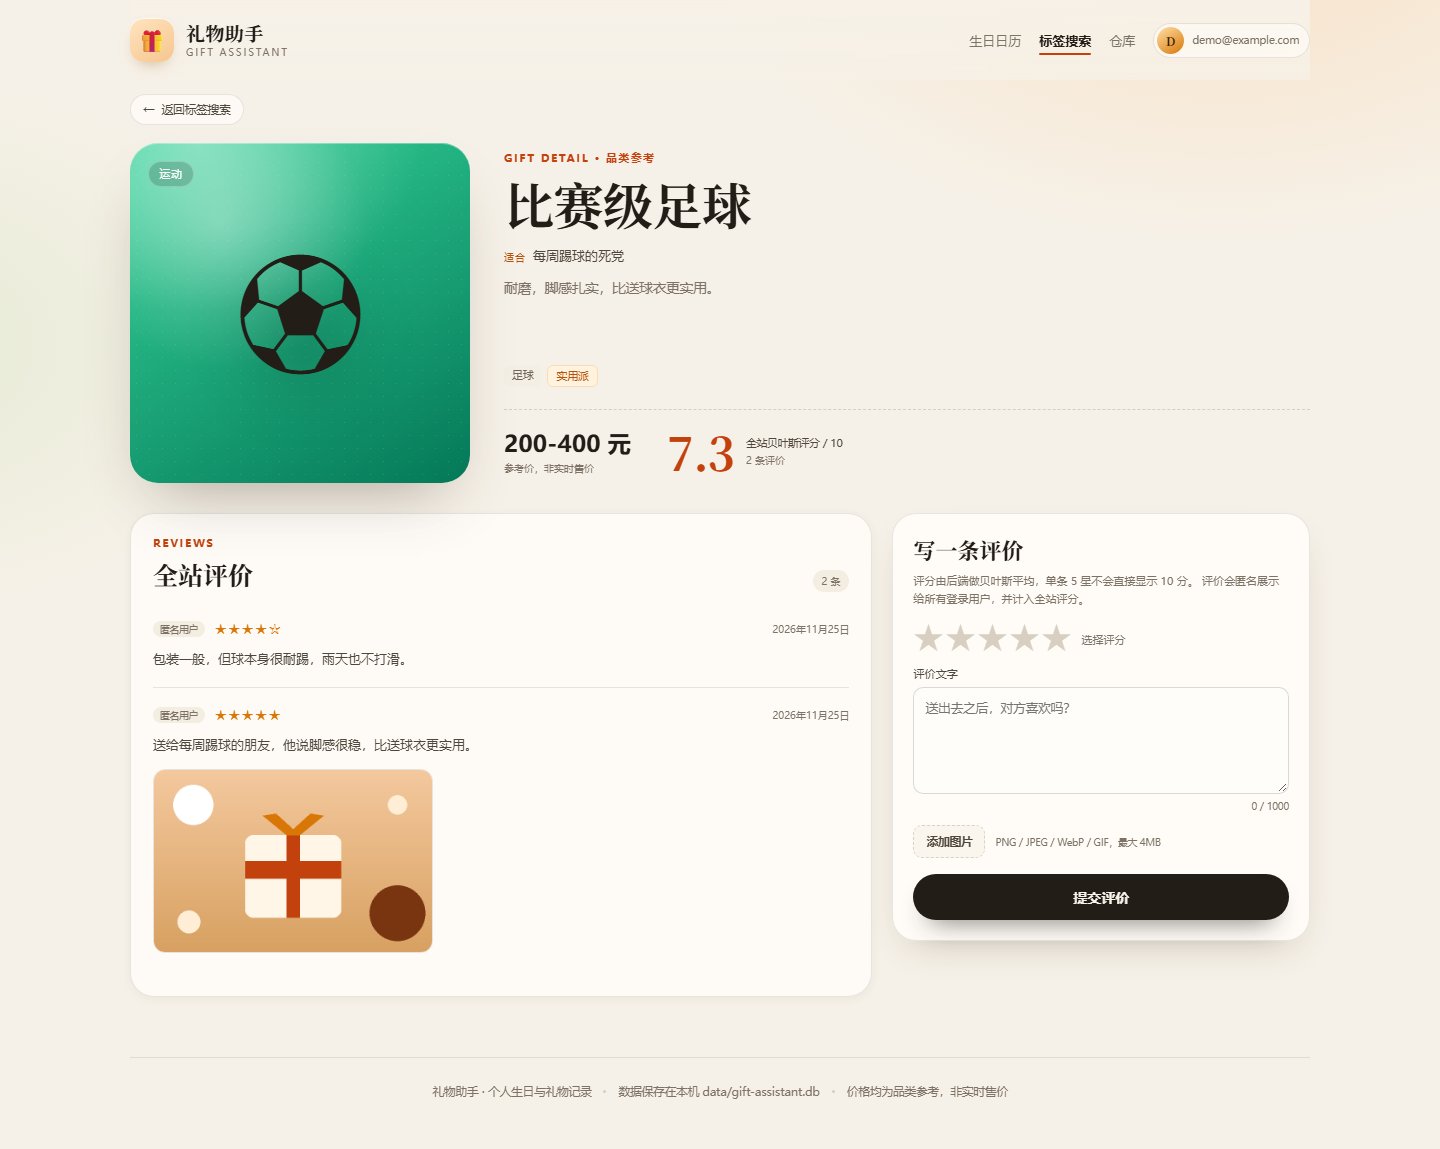 礼物助手
GIFT ASSISTANT
生日日历
标签搜索
仓库
D
demo@example.com
← 返回标签搜索
运动
GIFT DETAIL • 品类参考
比赛级足球
适合 每周踢球的死党
耐磨，脚感扎实，比送球衣更实用。
足球
实用派
200-400 元
参考价，非实时售价
7.3
全站贝叶斯评分 / 10
2 条评价
REVIEWS
全站评价
2 条
匿名用户 ★★★★☆
2026年11月25日
包装一般，但球本身很耐踢，雨天也不打滑。
匿名用户 ★★★★★
2026年11月25日
送给每周踢球的朋友，他说脚感很稳，比送球衣更实用。
写一条评价
评分由后端做贝叶斯平均，单条 5 星不会直接显示 10 分。 评价会匿名展示
给所有登录用户，并计入全站评分。
★★★★★ 选择评分
评价文字
送出去之后，对方喜欢吗？
0 / 1000
添加图片
PNG / JPEG / WebP / GIF，最大 4MB
提交评价
礼物助手 · 个人生日与礼物记录 • 数据保存在本机 data/gift-assistant.db • 价格均为品类参考，非实时售价